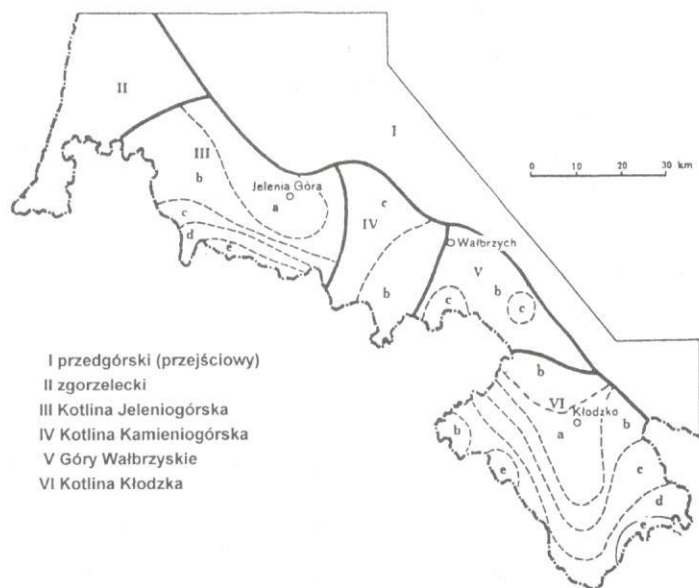 II
I
III
b
Jelenia Góra
a
0 10 20 30 km
c
IV
c
d
e
Wałbrzych
V
b
b
c
c
b
VI
Kłodzko
a
b
b
e
c
d
e
I przedgórski (przejściowy)
II zgorzelecki
III Kotlina Jeleniogórska
IV Kotlina Kamieniogórska
V Góry Wałbrzyskie
VI Kotlina Kłodzka